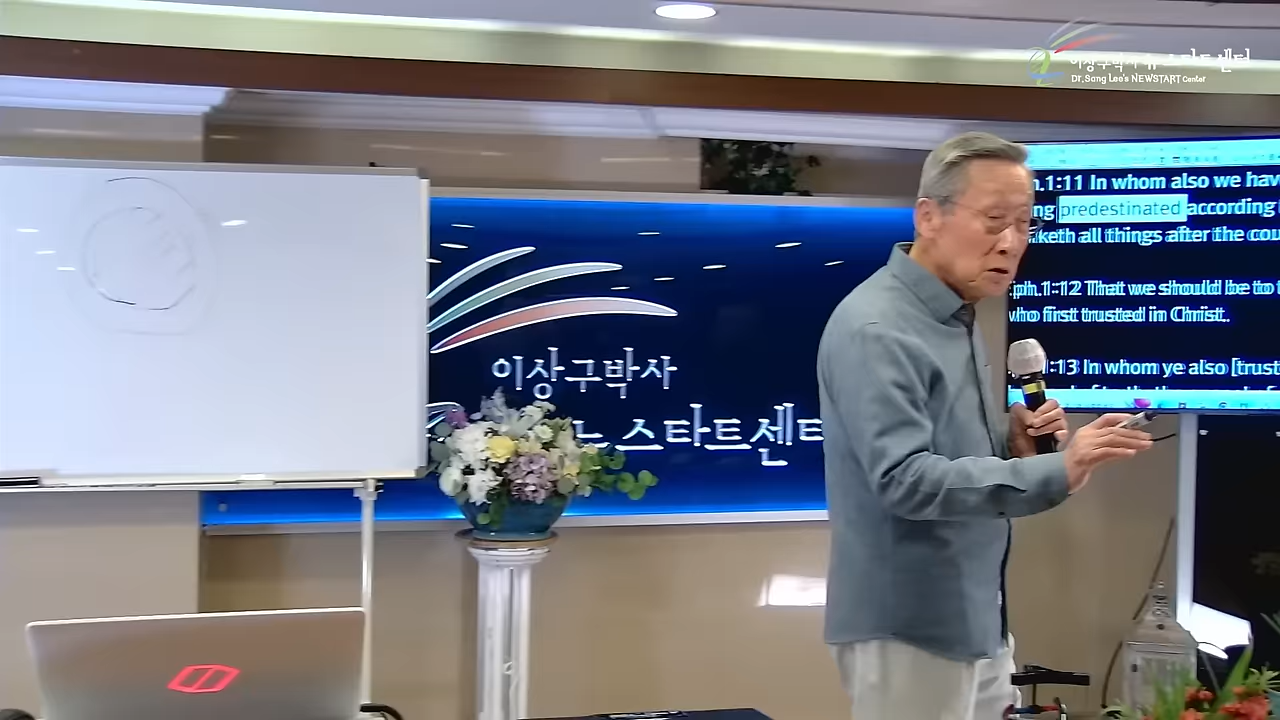 이상구박사 뉴스타트센터
Dr.Sang Lee's NEWSTART Center
1:11 In whom also we hav
predestinated according
keth all things after the cou
ph.1:12 That we should be to
who first trusted in Christ.
1:13 In whom ye also [trust
이상구박사
뉴스타트센터